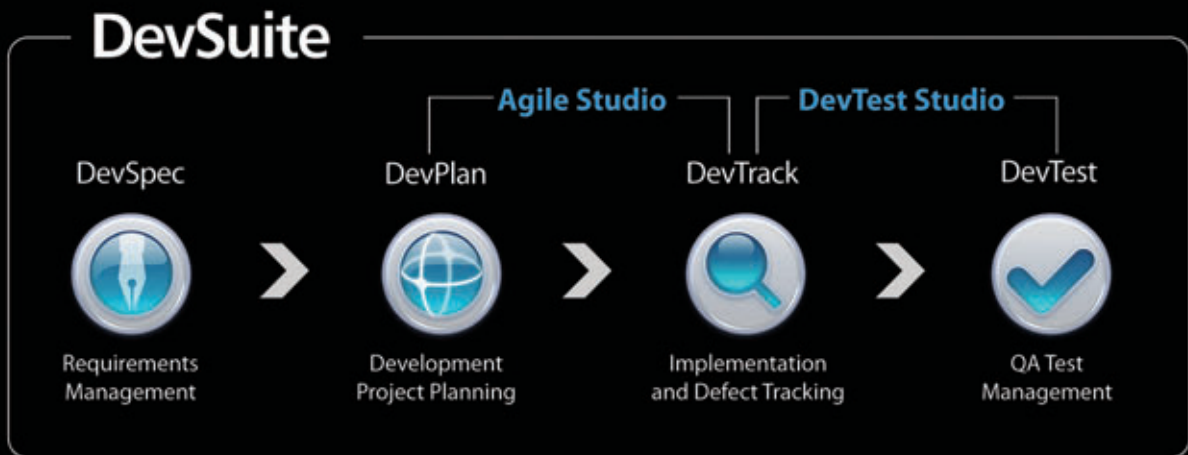 DevSuite
Agile Studio
DevTest Studio
DevSpec
DevPlan
DevTrack
DevTest
Requirements
Management
Development
Project Planning
Implementation
and Defect Tracking
QA Test
Management